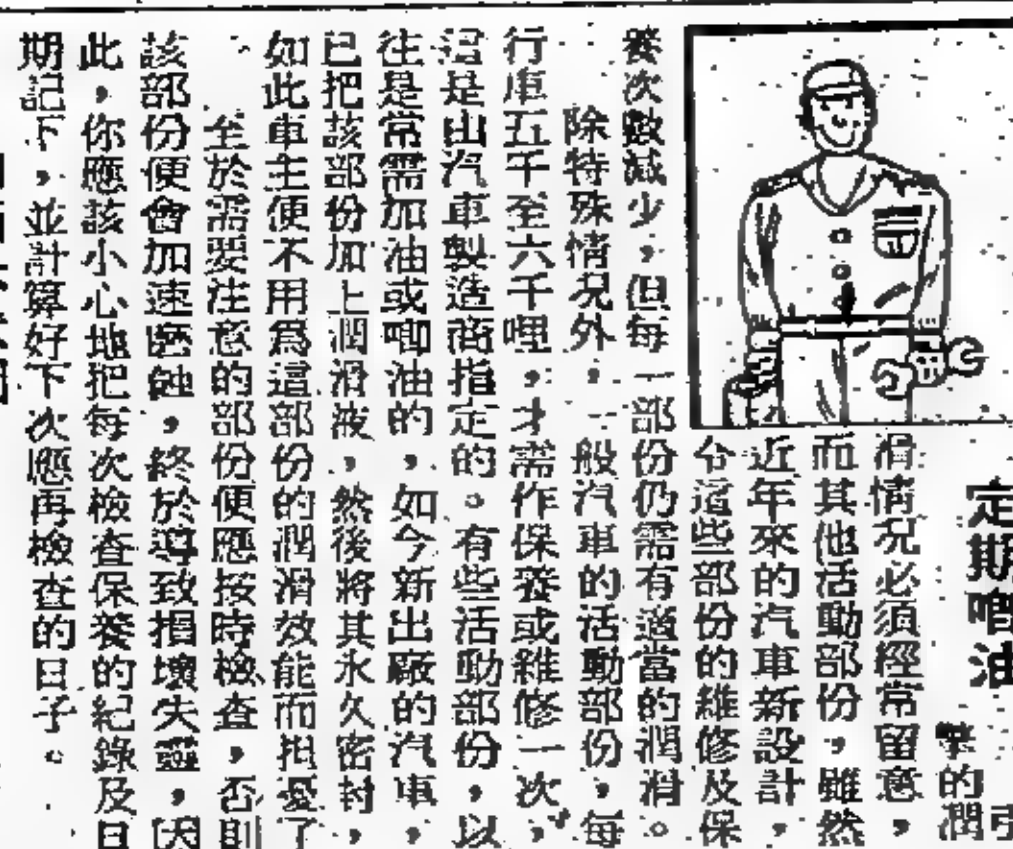 定期唧油
引
擎的潤
滑情況必須經常留意，
而其他活動部份，雖然
近年來的汽車新設計，
令這些部份的維修及保
養次數減少，但每一部份仍需有適當的潤滑。
除特殊情況外，一般汽車的活動部份，每
行車五千至六千哩，才需作保養或維修一次，
這是由汽車製造商指定的。有些活動部份，以
往是常需加油或唧油的，如今新出廠的汽車，
已把該部份加上潤滑液，然後將其永久密封，
如此車主便不用爲這部份的潤滑效能而担憂了
。
至於需要注意的部份便應按時檢查，否則
該部份便會加速磨蝕，終於導致損壞失靈，因
此，你應該小心地把每次檢查保養的紀錄及日
期記下，並計算好下次應再檢查的日子。